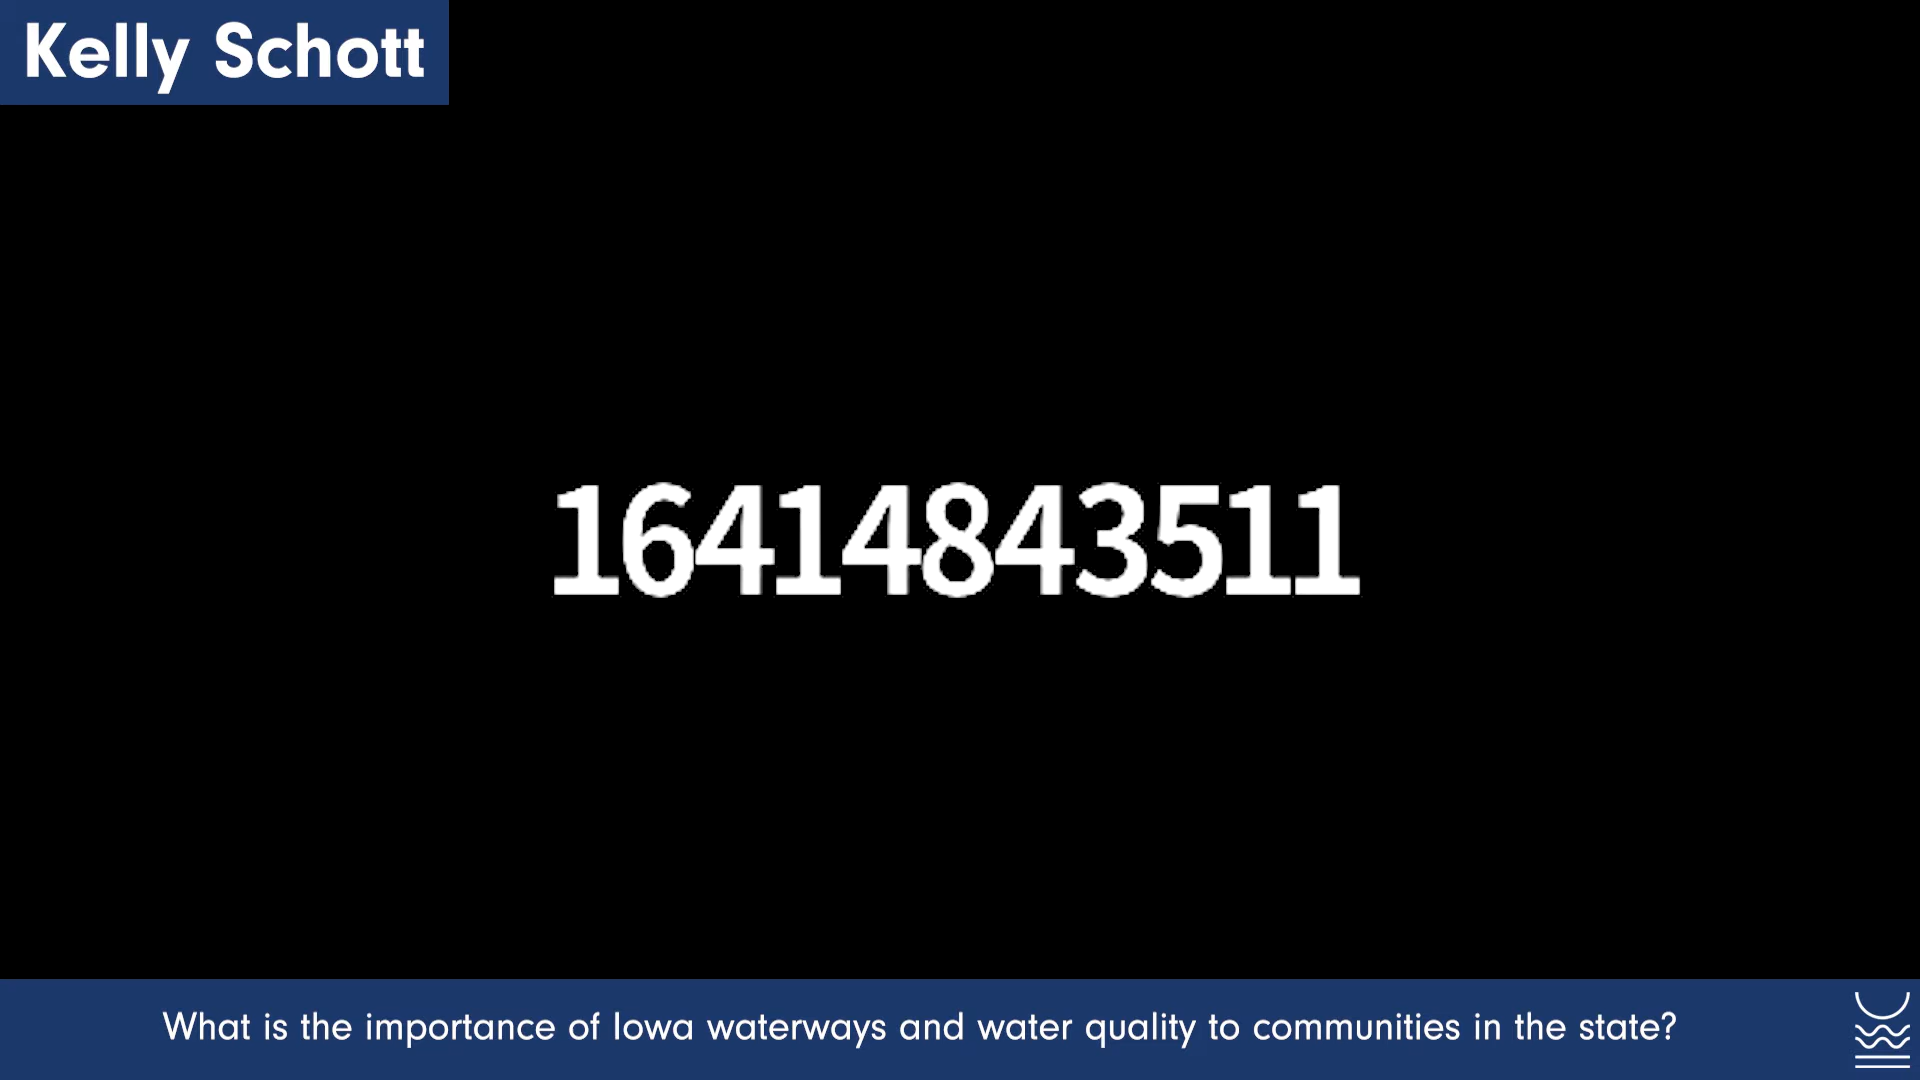 Kelly Schott
16414843511
What is the importance of Iowa waterways and water quality to communities in the state?